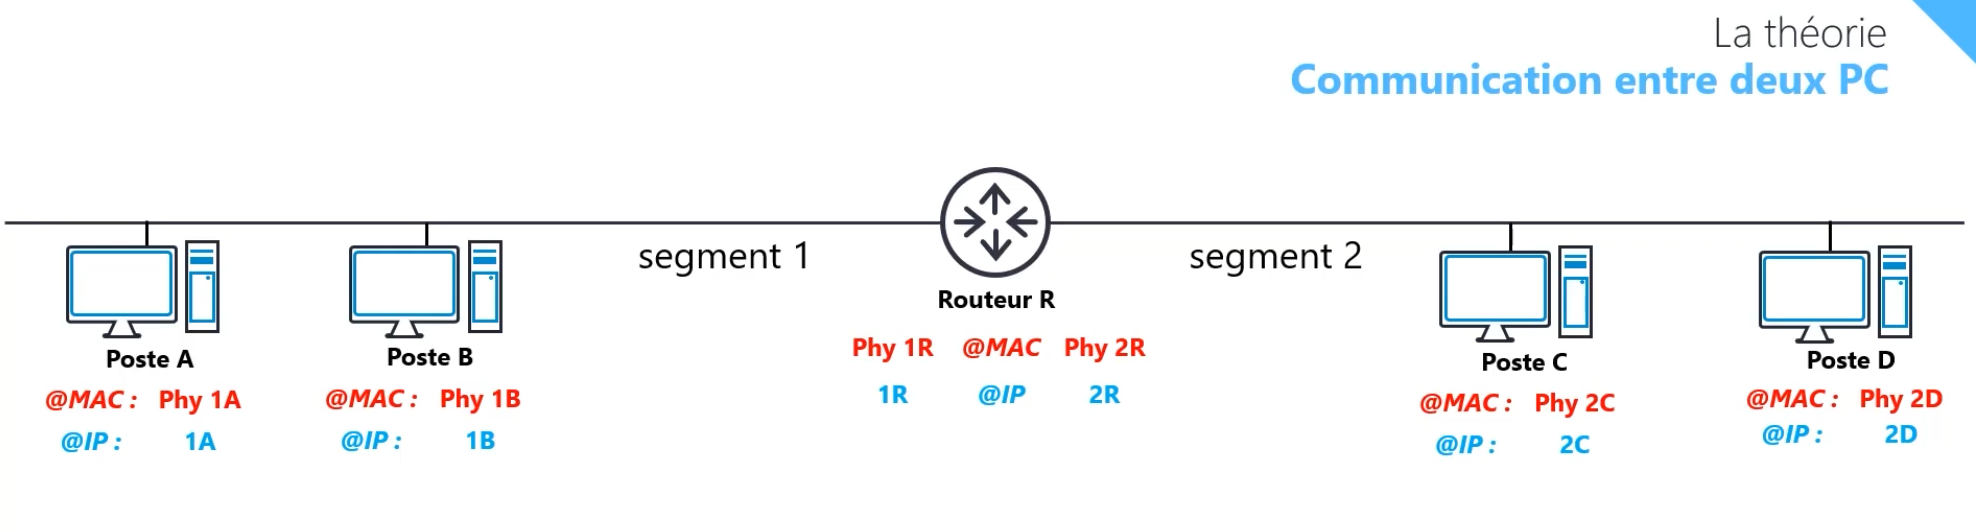 La théorie
Communication entre deux PC
segment 1
segment 2
Routeur R
Phy 1R @MAC Phy 2R
1R @IP 2R
Poste A
@MAC : Phy 1A
@IP : 1A
Poste B
@MAC : Phy 1B
@IP : 1B
Poste C
@MAC : Phy 2C
@IP : 2C
Poste D
@MAC : Phy 2D
@IP : 2D